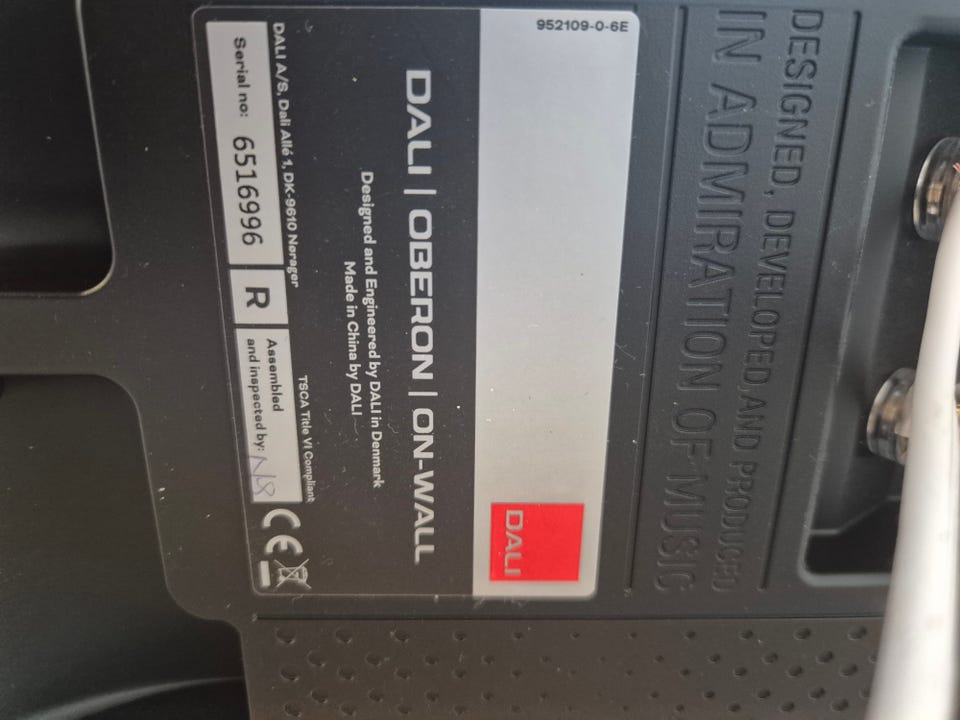 DESIGNED, DEVELOPED, AND PRODUCED
IN ADMIRATION OF MUSIC
952109-0-6E
DALI
DALI | OBERON | ON-WALL
Designed and Engineered by DALI in Denmark
Made in China by DALI
TSCA Title VI Compliant
DALI A/S, Dali Allé 1, DK-9610 Nørager
Serial no: 6516996
R
Assembled
and inspected by:
CE